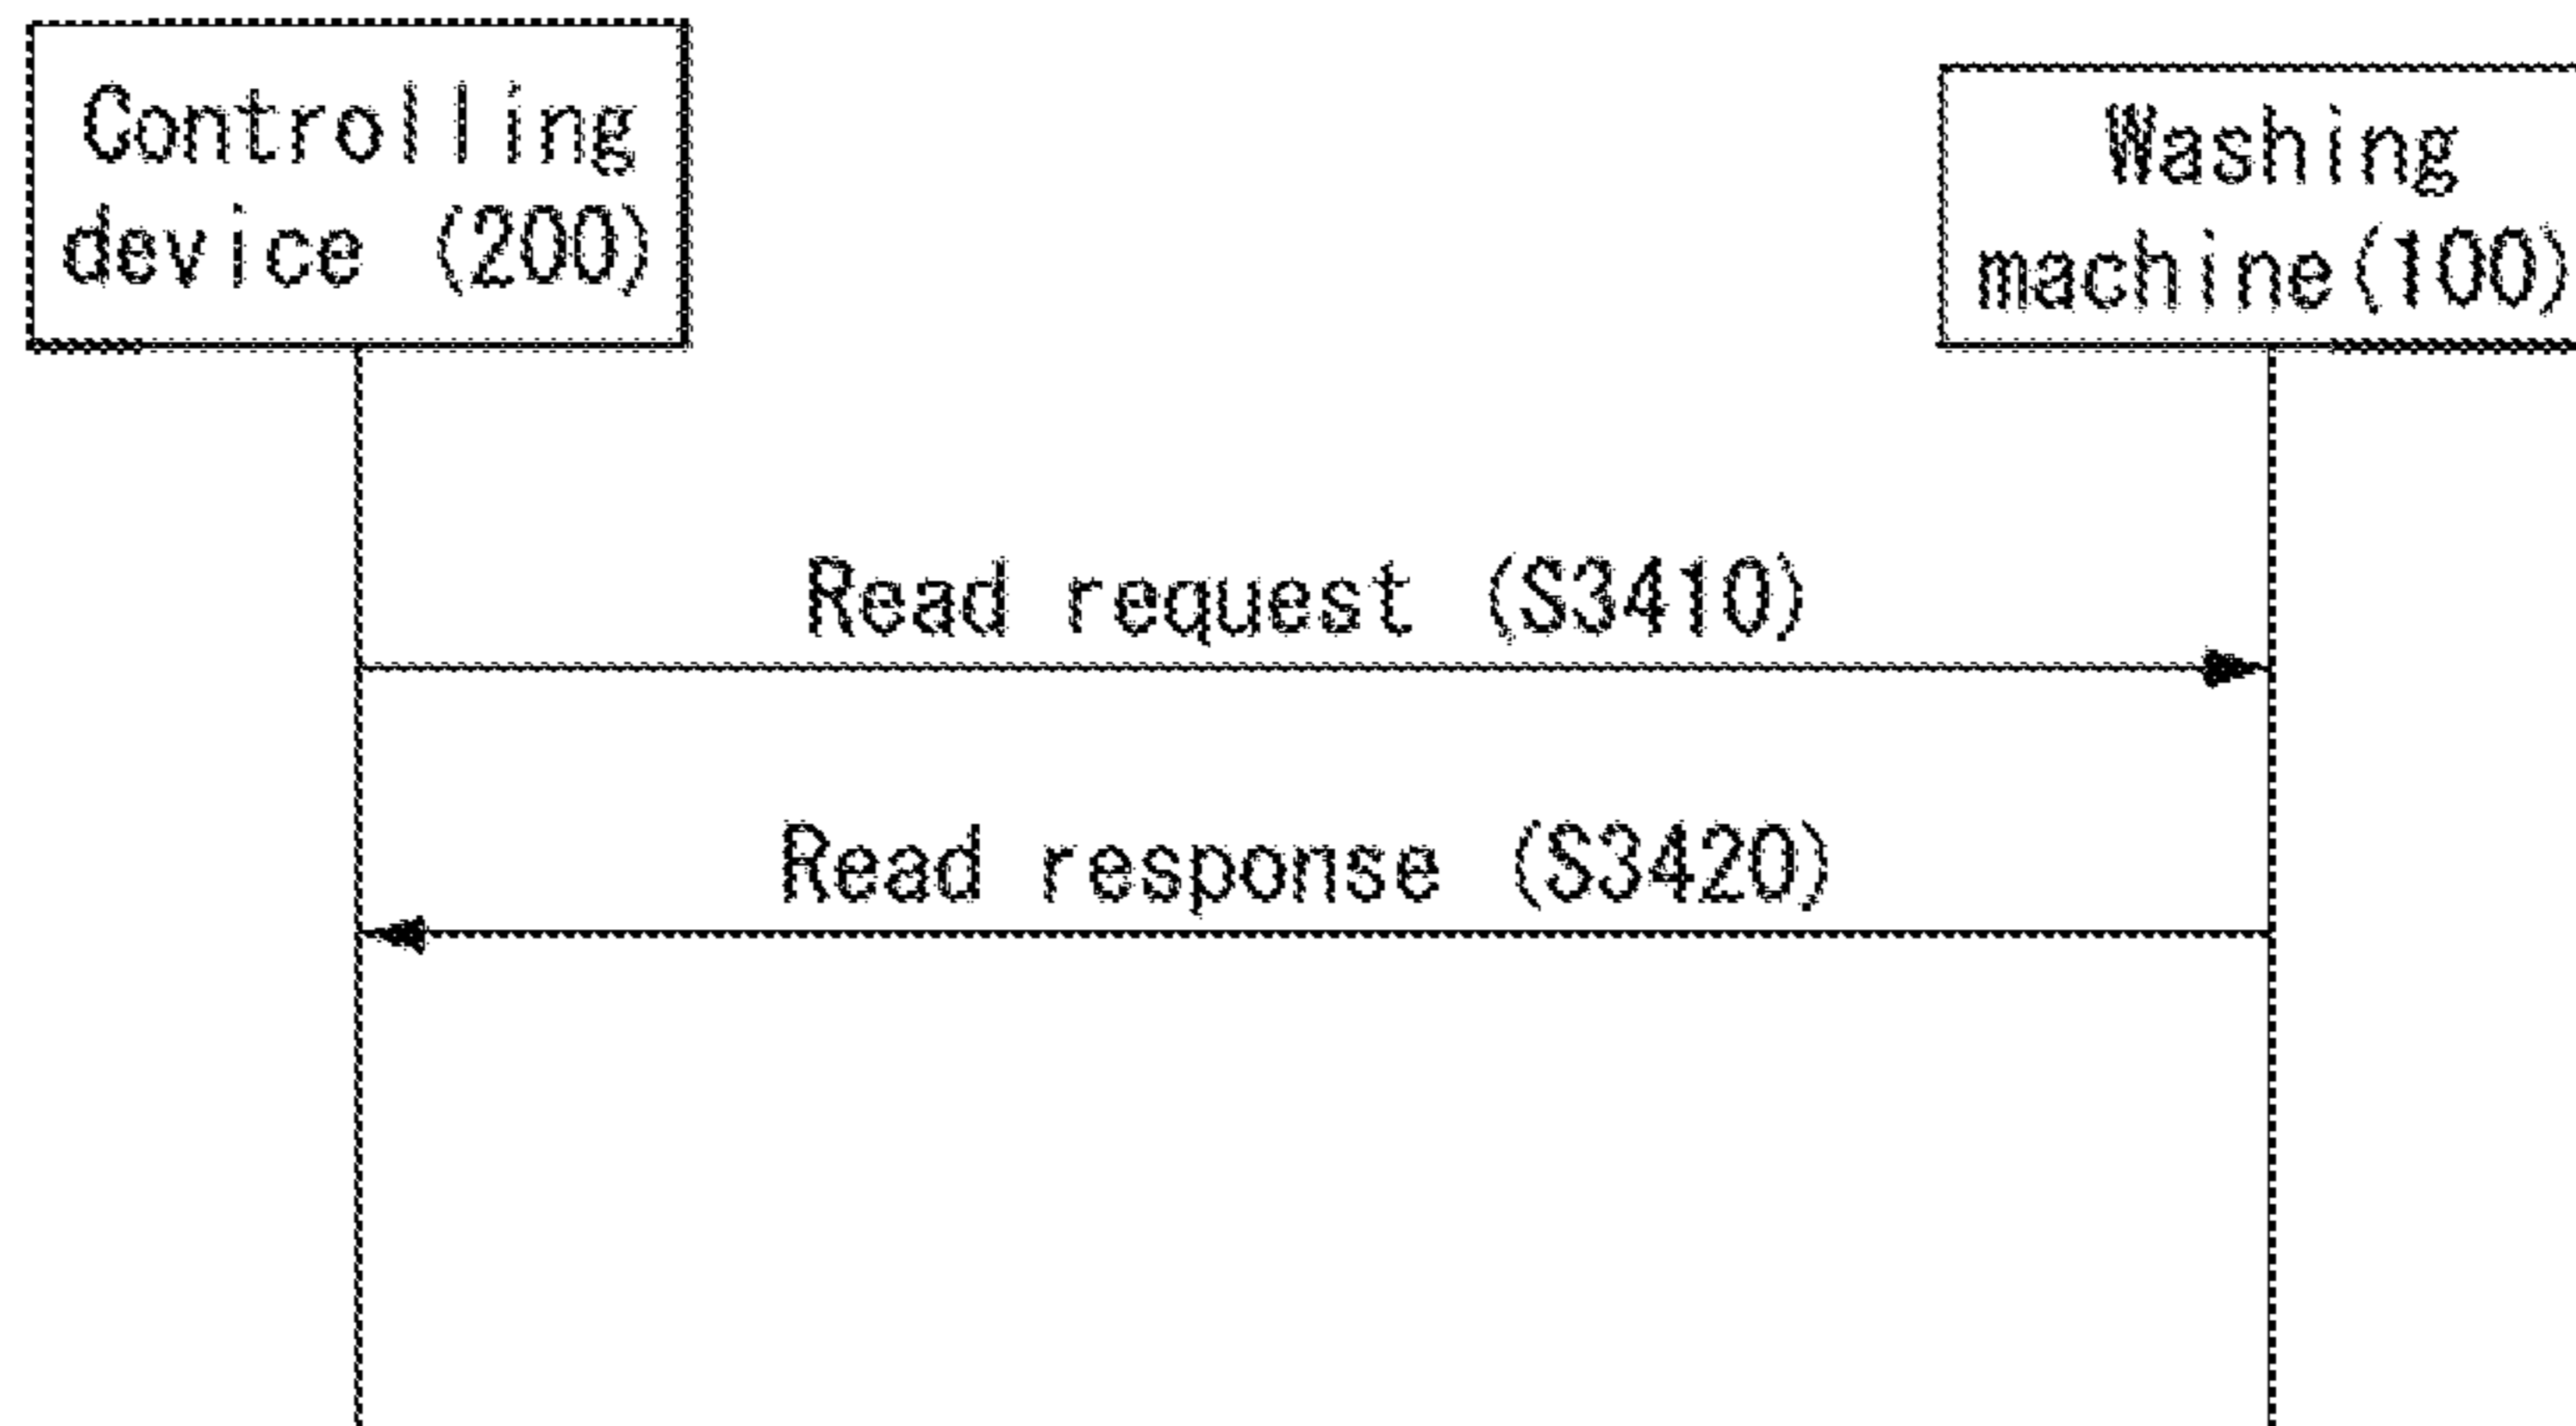 Controlling
device (200)
Washing
machine(100)
Read request (S3410)
Read response (S3420)